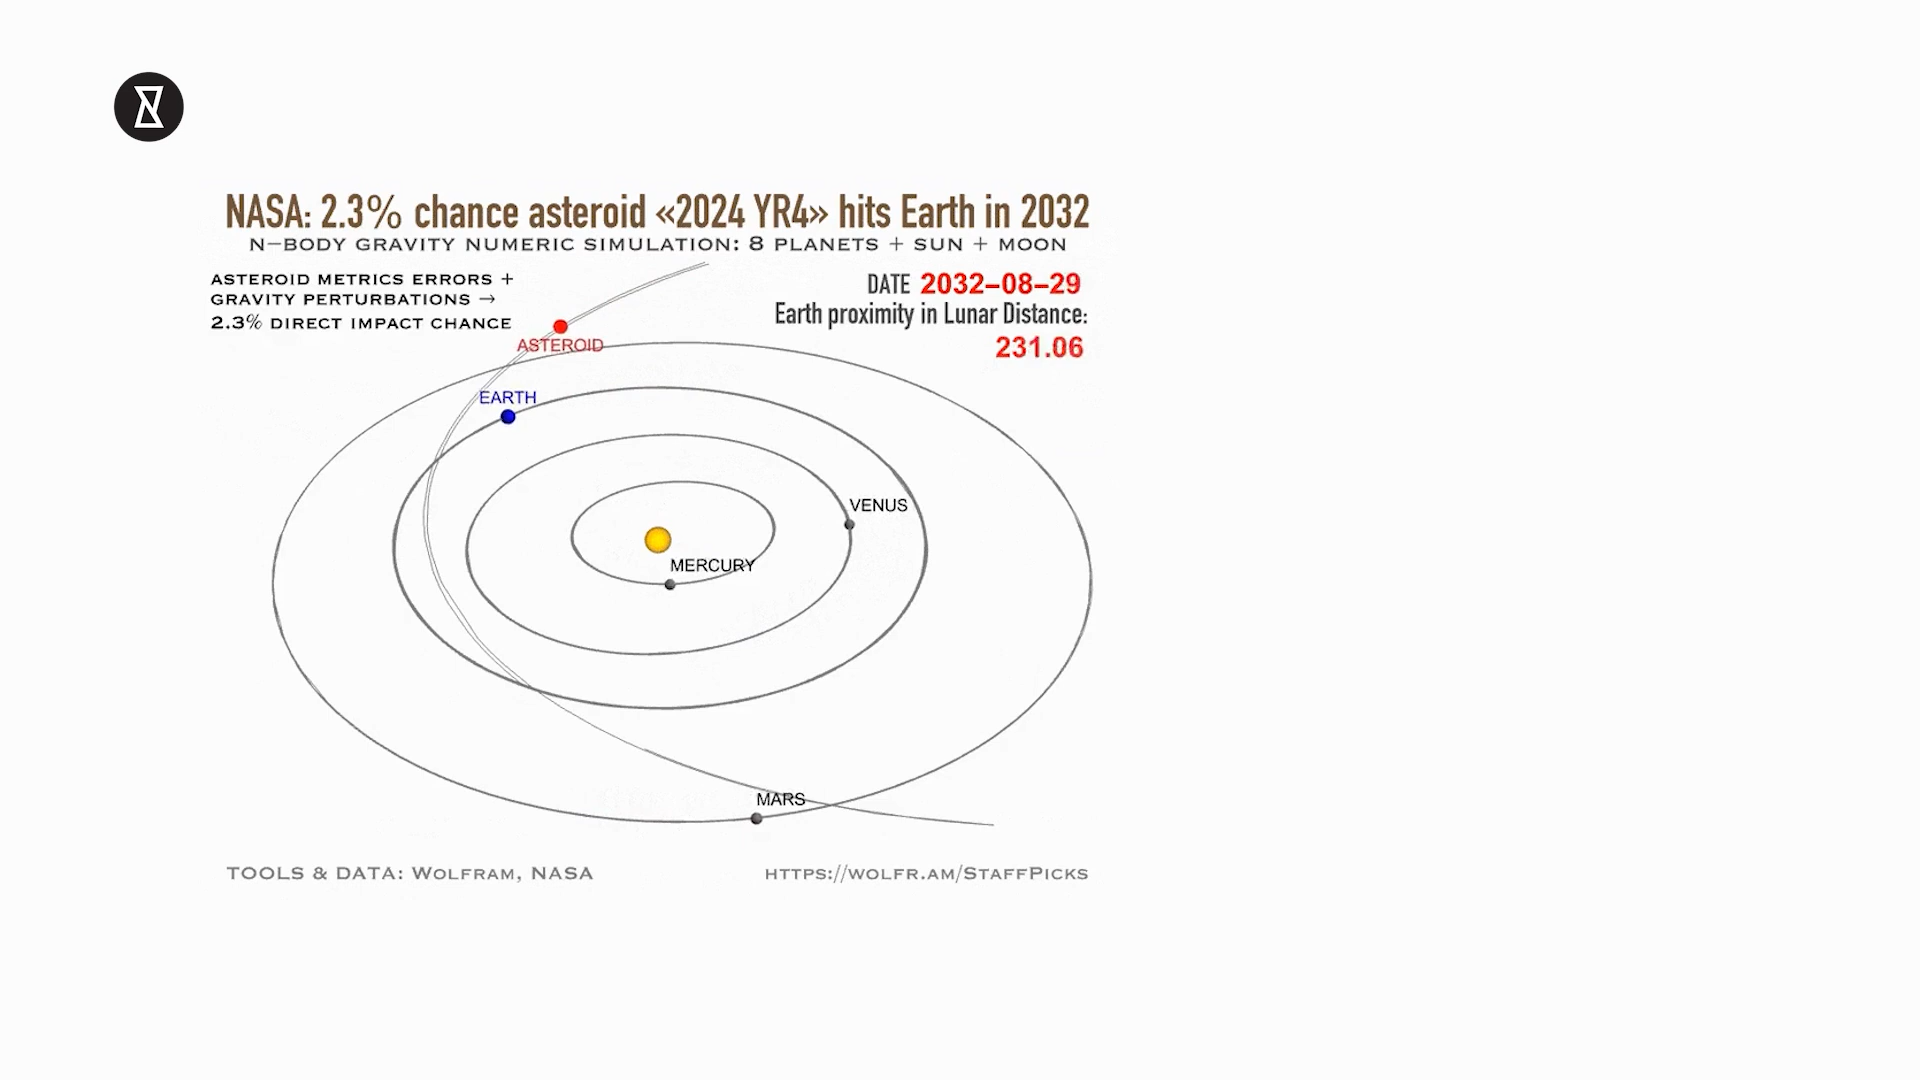 NASA: 2.3% chance asteroid «2024 YR4» hits Earth in 2032
N–BODY GRAVITY NUMERIC SIMULATION: 8 PLANETS + SUN + MOON
ASTEROID METRICS ERRORS +
GRAVITY PERTURBATIONS →
2.3% DIRECT IMPACT CHANCE
DATE 2032–08–29
Earth proximity in Lunar Distance:
231.06
ASTEROID
EARTH
VENUS
MERCURY
MARS
TOOLS & DATA: WOLFRAM, NASA
HTTPS://WOLFR.AM/STAFFPICKS